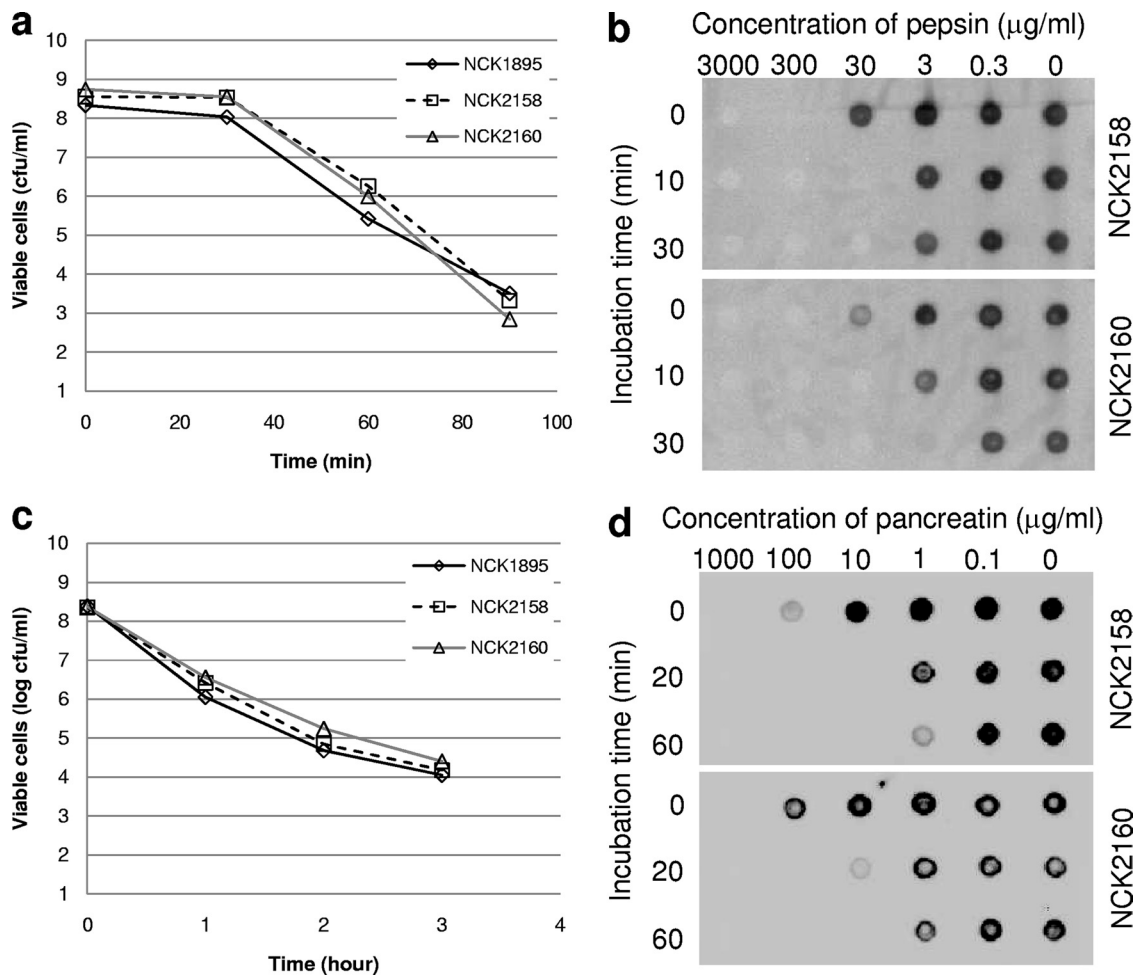 a
10
9
8
7
6
5
4
3
2
1
Viable cells (cfu/ml)
NCK1895
NCK2158
NCK2160
0 20 40 60 80 100
Time (min)
b
Concentration of pepsin (μg/ml)
3000 300 30 3 0.3 0
Incubation time (min)
0
10
30
NCK2158
0
10
30
NCK2160
c
10
9
8
7
6
5
4
3
2
1
Viable cells (log cfu/ml)
NCK1895
NCK2158
NCK2160
0 1 2 3 4
Time (hour)
d
Concentration of pancreatin (μg/ml)
1000 100 10 1 0.1 0
Incubation time (min)
0
20
60
NCK2158
0
20
60
NCK2160